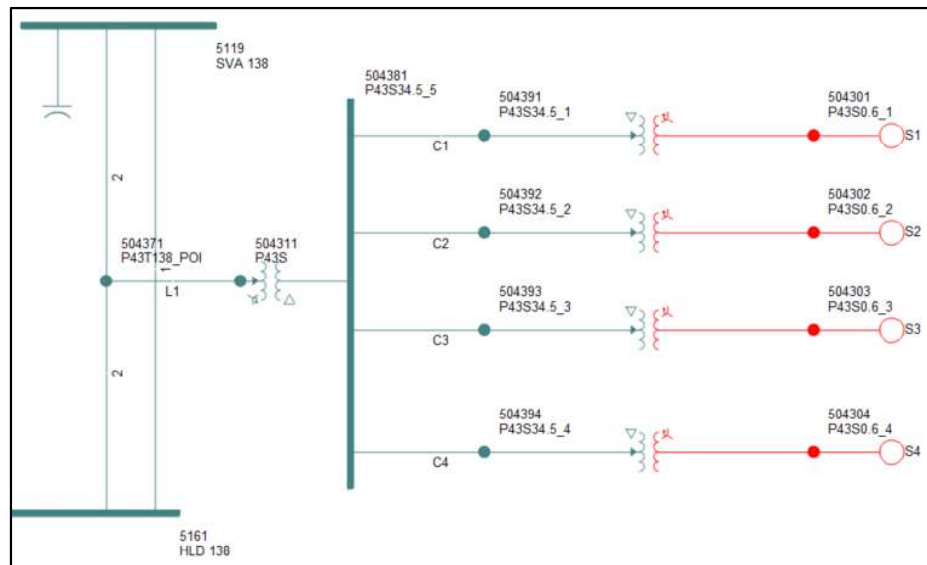 5119
SVA 138
504381
P43S34.5_5
504391
P43S34.5_1
504301
P43S0.6_1
C1
S1
2
504392
P43S34.5_2
504302
P43S0.6_2
C2
S2
504371
P43T138_POI
504311
P43S
1
L1
504393
P43S34.5_3
504303
P43S0.6_3
C3
S3
2
504394
P43S34.5_4
504304
P43S0.6_4
C4
S4
5161
HLD 138